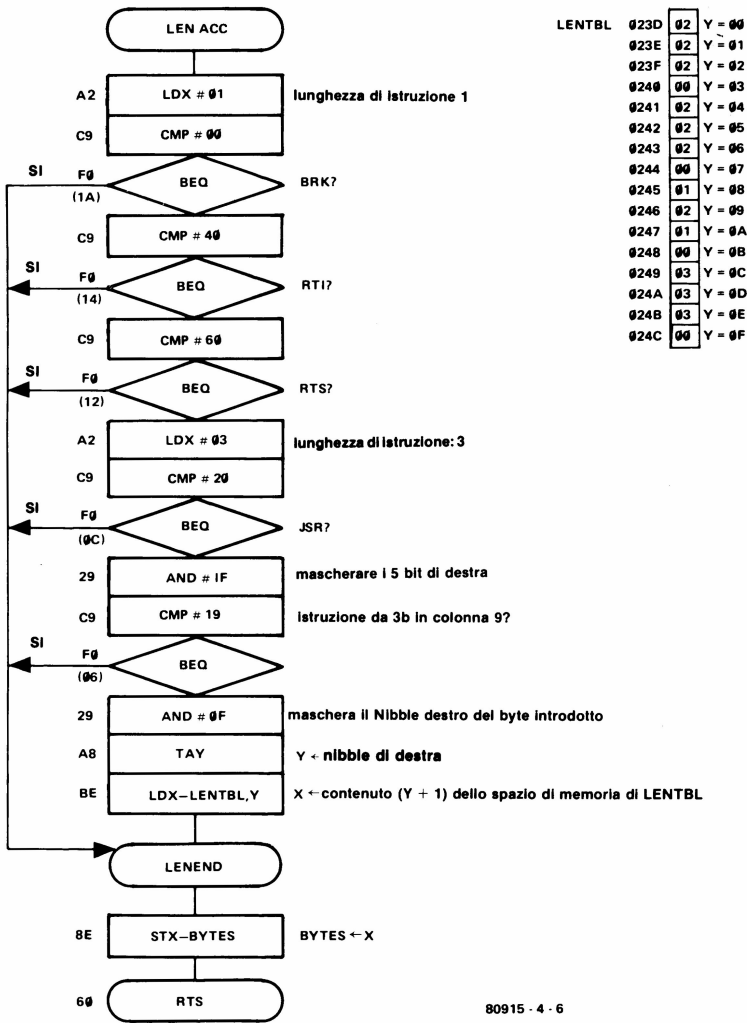 LEN ACC
A2 LDX # 01 lunghezza di istruzione 1
C9 CMP # 00
SI F0 (1A) BEQ BRK?
C9 CMP # 40
SI F0 (14) BEQ RTI?
C9 CMP # 60
SI F0 (12) BEQ RTS?
A2 LDX # 03 lunghezza di istruzione: 3
C9 CMP # 20
SI F0 (0C) BEQ JSR?
29 AND # IF mascherare i 5 bit di destra
C9 CMP # 19 istruzione da 3b in colonna 9?
SI F0 (06) BEQ
29 AND # 0F maschera il Nibble destro del byte introdotto
A8 TAY Y ← nibble di destra
BE LDX–LENTBL,Y X ← contenuto (Y + 1) dello spazio di memoria di LENTBL
LENEND
8E STX–BYTES BYTES ← X
60 RTS
LENTBL 023D 02 Y = 00
023E 02 Y = 01
023F 02 Y = 02
0240 00 Y = 03
0241 02 Y = 04
0242 02 Y = 05
0243 02 Y = 06
0244 00 Y = 07
0245 01 Y = 08
0246 02 Y = 09
0247 01 Y = 0A
0248 00 Y = 0B
0249 03 Y = 0C
024A 03 Y = 0D
024B 03 Y = 0E
024C 00 Y = 0F
80915 - 4 - 6